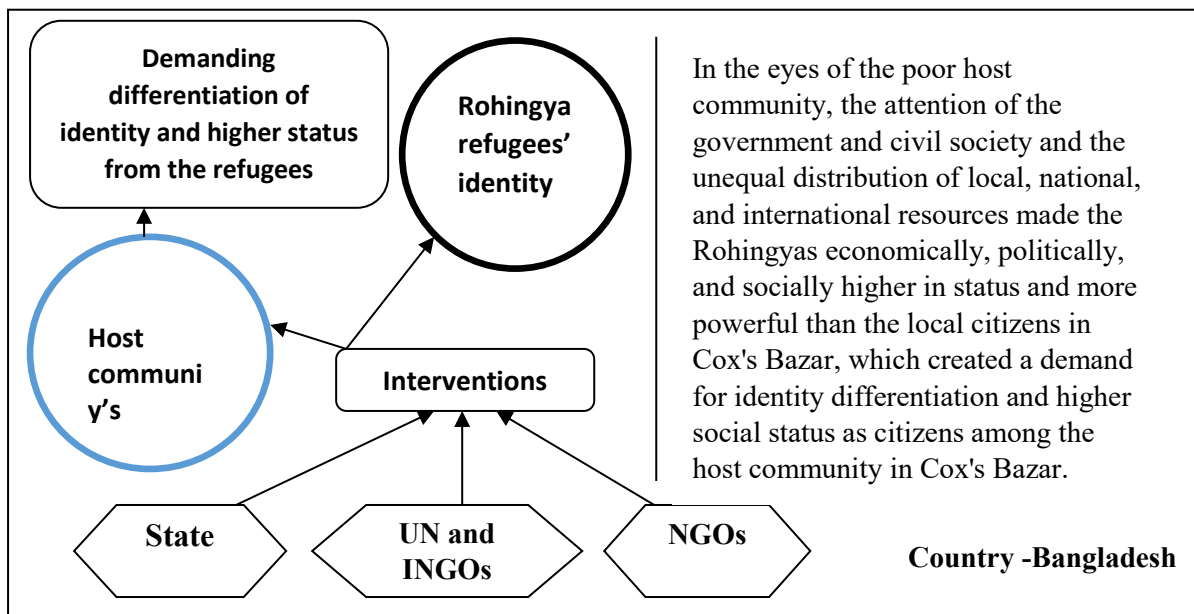 Demanding
differentiation of
identity and higher status
from the refugees
Rohingya
refugees’
identity
Host
communi
y’s
Interventions
State
UN and
INGOs
NGOs
In the eyes of the poor host
community, the attention of the
government and civil society and the
unequal distribution of local, national,
and international resources made the
Rohingyas economically, politically,
and socially higher in status and more
powerful than the local citizens in
Cox's Bazar, which created a demand
for identity differentiation and higher
social status as citizens among the
host community in Cox's Bazar.
Country -Bangladesh